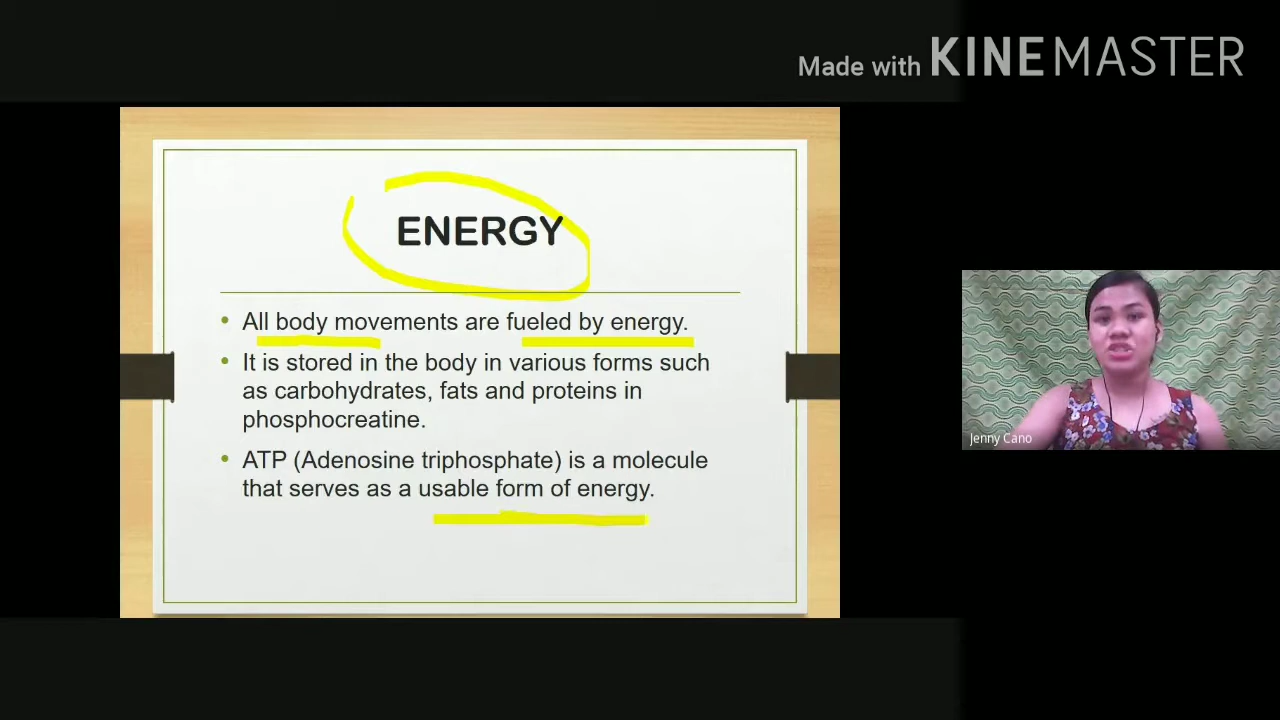 Made with KINEMASTER
ENERGY
• All body movements are fueled by energy.
• It is stored in the body in various forms such
as carbohydrates, fats and proteins in
phosphocreatine.
• ATP (Adenosine triphosphate) is a molecule
that serves as a usable form of energy.
Jenny Cano